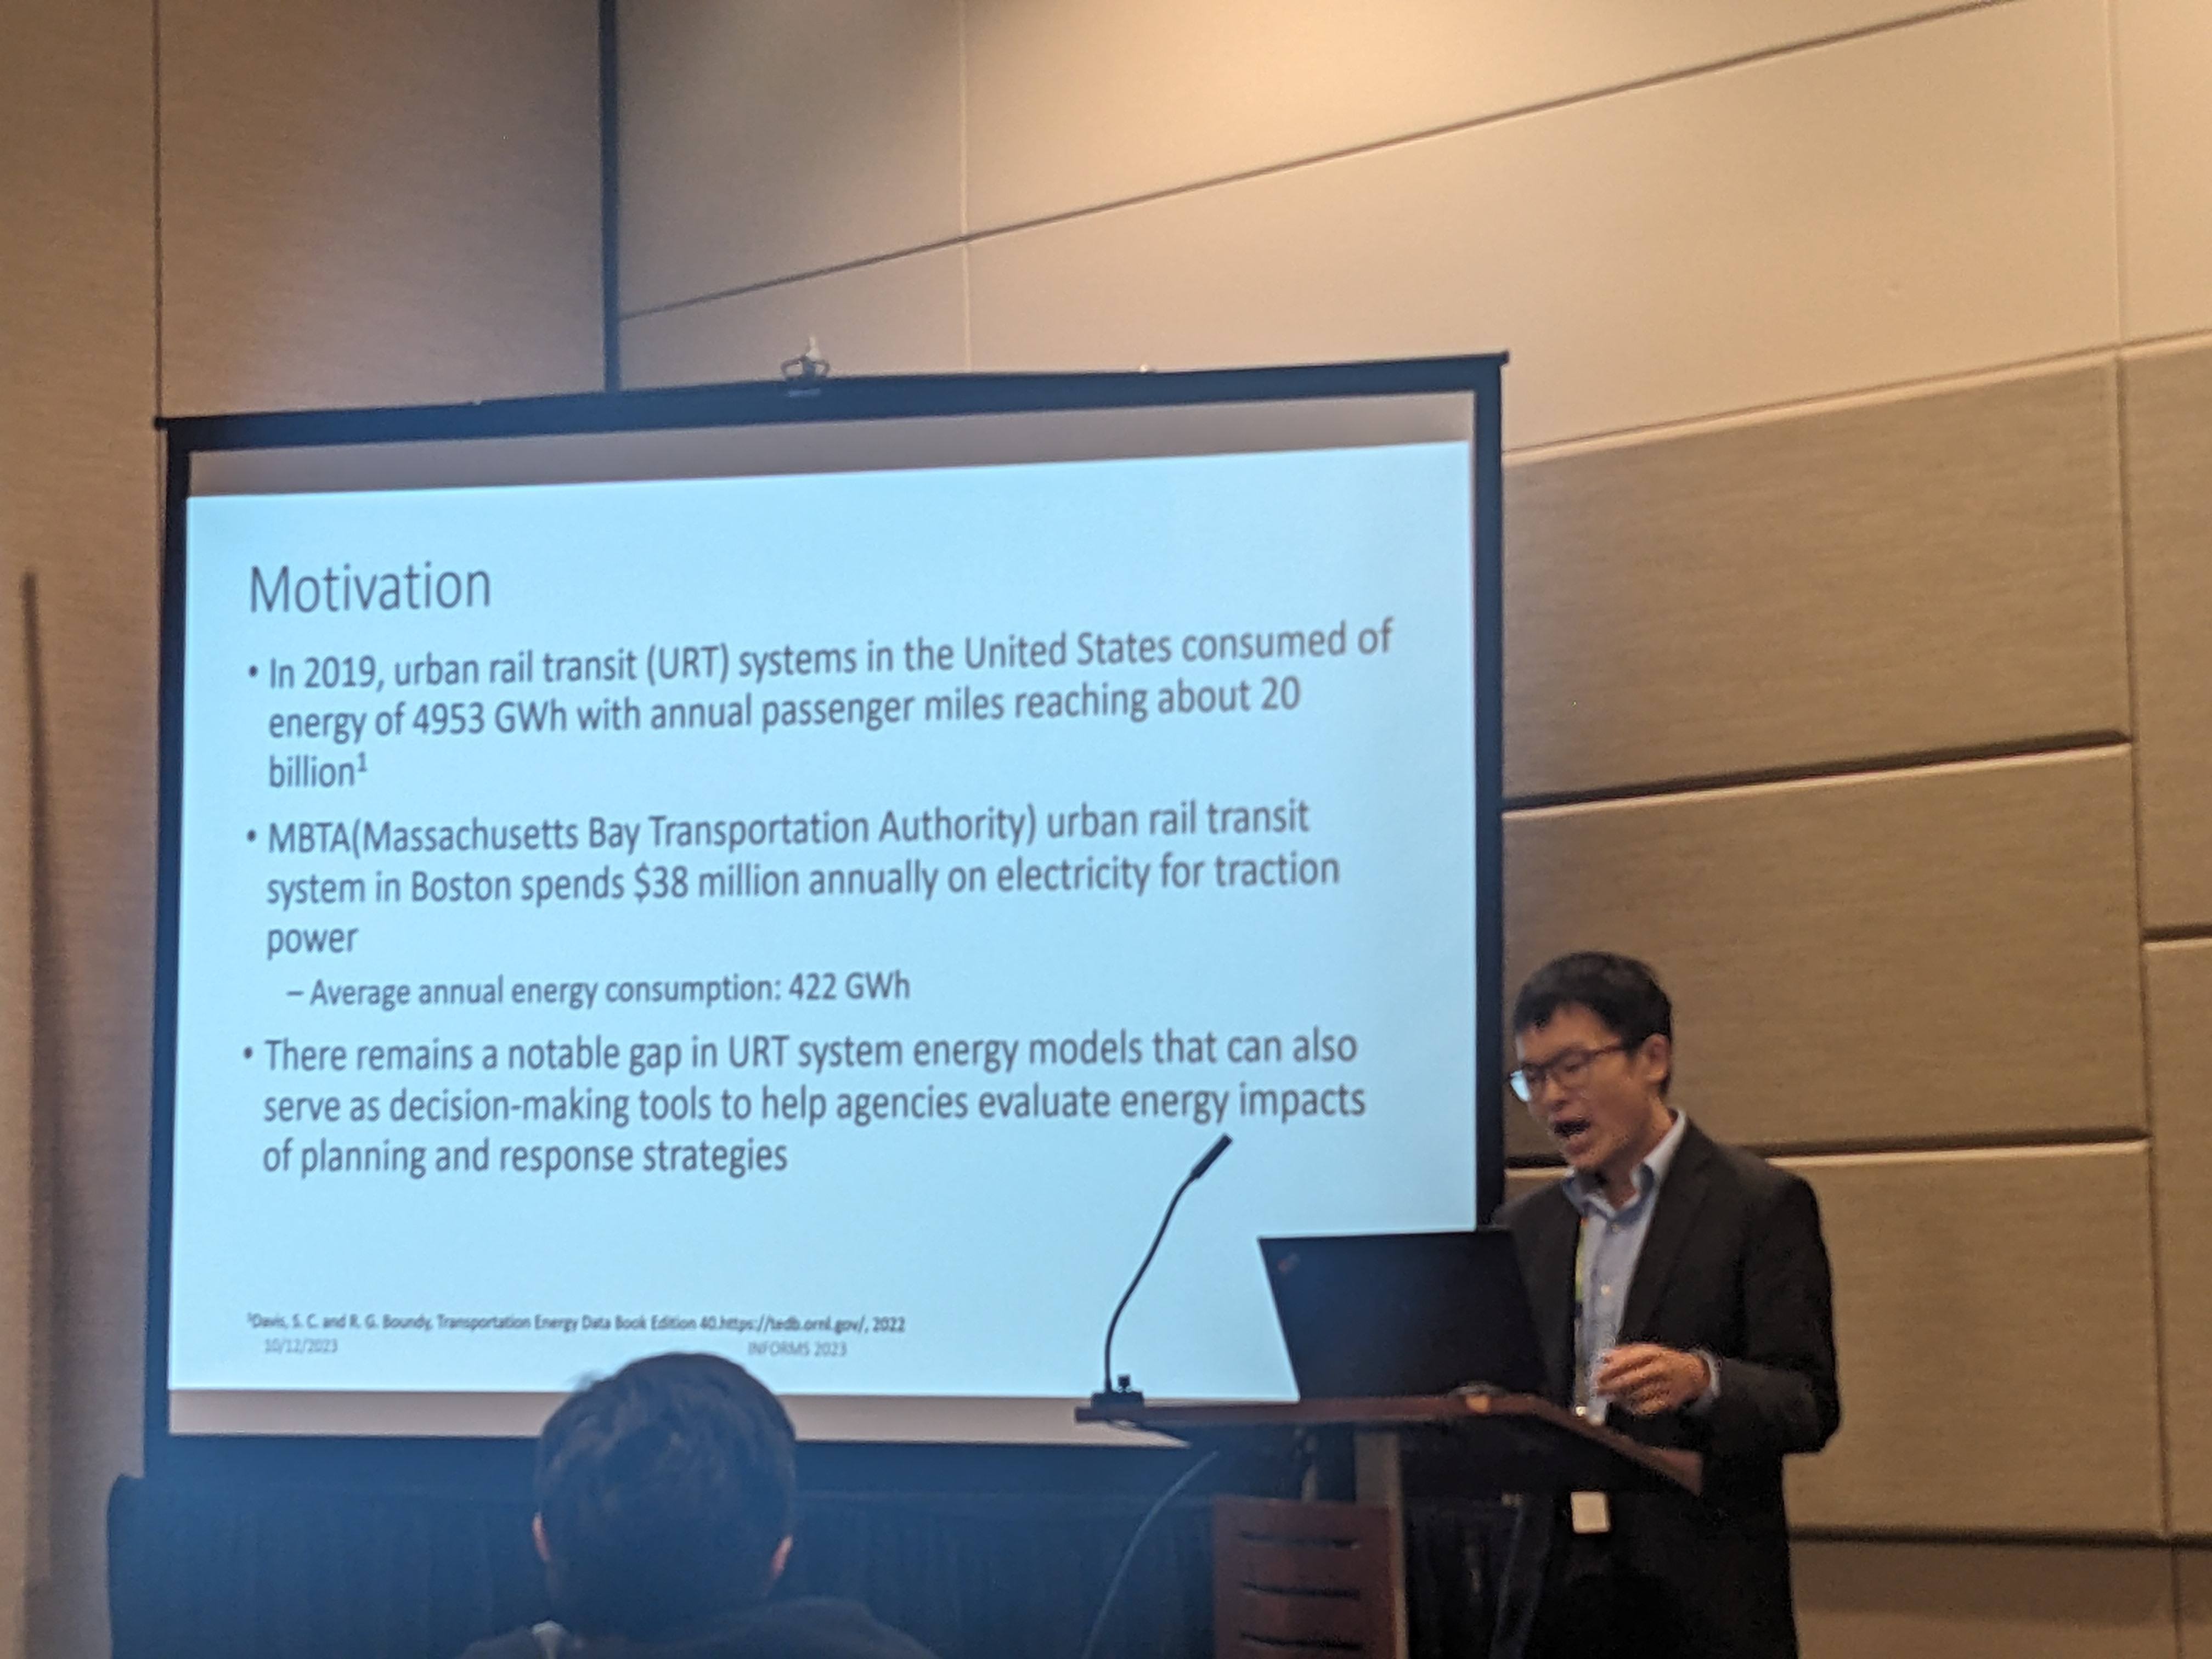 Motivation
• In 2019, urban rail transit (URT) systems in the United States consumed of
energy of 4953 GWh with annual passenger miles reaching about 20
billion¹
• MBTA(Massachusetts Bay Transportation Authority) urban rail transit
system in Boston spends $38 million annually on electricity for traction
power
– Average annual energy consumption: 422 GWh
• There remains a notable gap in URT system energy models that can also
serve as decision-making tools to help agencies evaluate energy impacts
of planning and response strategies
¹Davis, S. C. and R. G. Boundy, Transportation Energy Data Book Edition 40.https://tedb.ornl.gov/, 2022
10/12/2023 INFORMS 2023